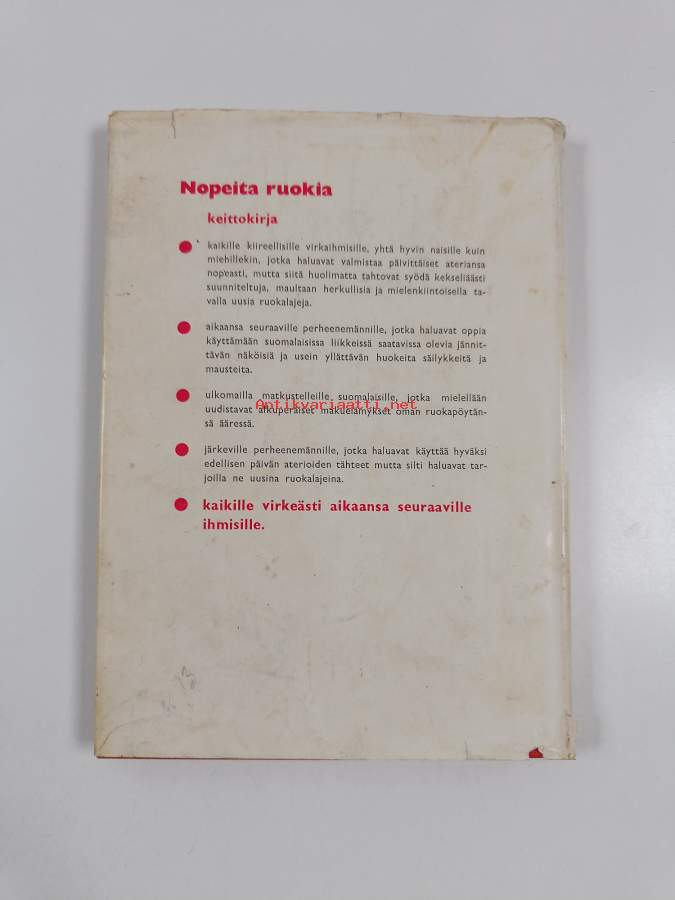 Nopeita ruokia
keittokirja
kaikille kiireellisille virkaihmisille, yhtä hyvin naisille kuin
miehillekin, jotka haluavat valmistaa päivittäiset ateriansa
nopeasti, mutta siitä huolimatta tahtovat syödä kekseliäästi
suunniteltuja, maultaan herkullisia ja mielenkiintoisella ta-
valla uusia ruokalajeja.
aikaansa seuraaville perheenemännille, jotka haluavat oppia
käyttämään suomalaisissa liikkeissä saatavissa olevia jännit-
tävän näköisiä ja usein yllättävän huokeita säilykkeitä ja
mausteita.
ulkomailla matkustelleille suomalaisille, jotka mielellään
Antikvariaatti.net
uudistavat alkuperäiset makuelämykset oman ruokapöytän-
sä ääressä.
järkeville perheenemännille, jotka haluavat käyttää hyväksi
edellisen päivän aterioiden tähteet mutta silti haluavat tar-
joilla ne uusina ruokalajeina.
kaikille virkeästi aikaansa seuraaville
ihmisille.